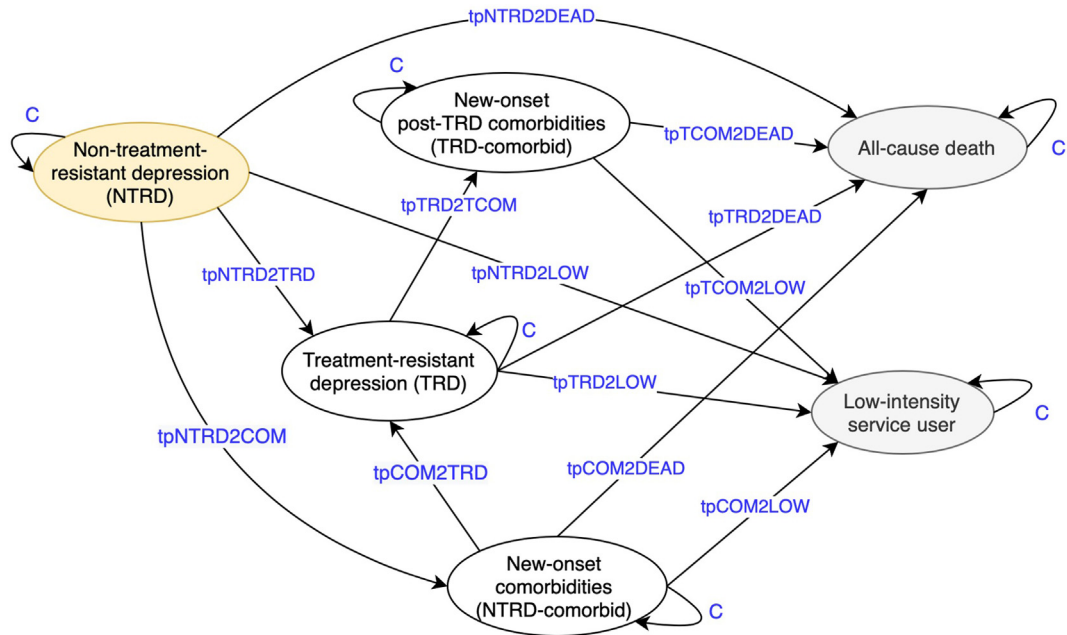 tpNTRD2DEAD
C
New-onset
post-TRD comorbidities
(TRD-comorbid)
C
Non-treatment-
resistant depression
(NTRD)
tpTCOM2DEAD
All-cause death
C
tpTRD2TCOM
tpTRD2DEAD
tpNTRD2TRD
tpNTRD2LOW
tpTCOM2LOW
Treatment-resistant
depression (TRD)
C
tpTRD2LOW
Low-intensity
service user
C
tpNTRD2COM
tpCOM2TRD
tpCOM2DEAD
tpCOM2LOW
New-onset
comorbidities
(NTRD-comorbid)
C